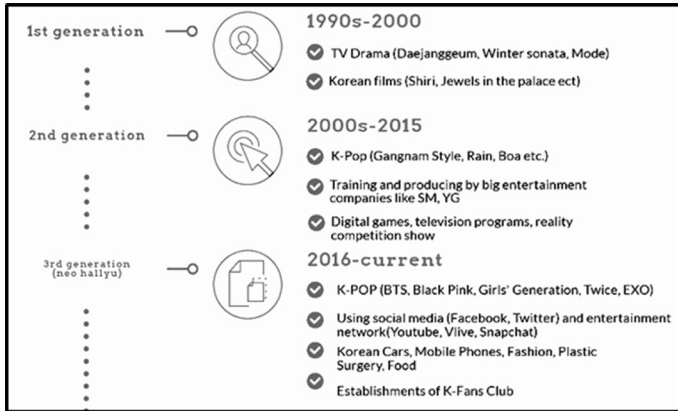 1st generation
1990s-2000
TV Drama (Daejanggeum, Winter sonata, Mode)
Korean films (Shiri, Jewels in the palace ect)
2nd generation
2000s-2015
K-Pop (Gangnam Style, Rain, Boa etc.)
Training and producing by big entertainment
companies like SM, YG
Digital games, television programs, reality
competition show
3rd generation
(neo hallyu)
2016-current
K-POP (BTS, Black Pink, Girls' Generation, Twice, EXO)
Using social media (Facebook, Twitter) and entertainment
network(Youtube, Vlive, Snapchat)
Korean Cars, Mobile Phones, Fashion, Plastic
Surgery, Food
Establishments of K-Fans Club